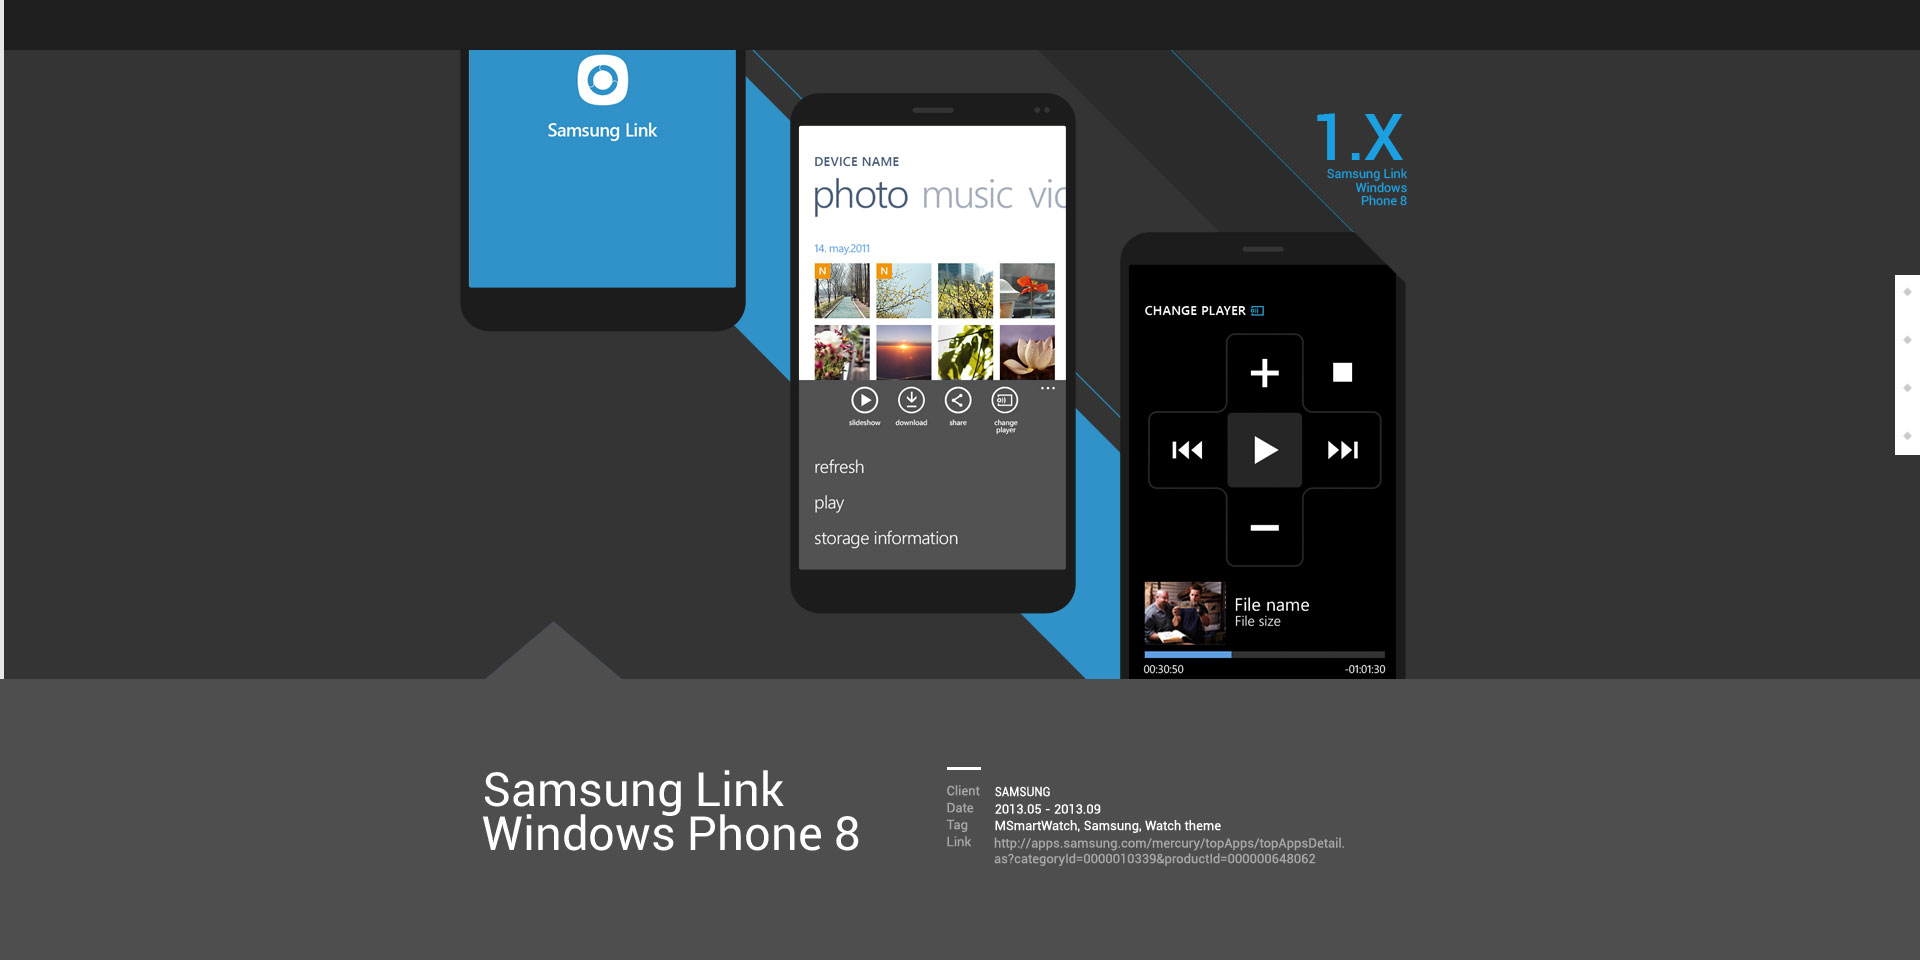 Samsung Link
DEVICE NAME
photo music vic
14. may.2011
N
N
slideshow
download
share
change
player
refresh
play
storage information
1.X
Samsung Link
Windows
Phone 8
CHANGE PLAYER
File name
File size
00:30:50
-01:01:30
Samsung Link
Windows Phone 8
Client SAMSUNG
Date 2013.05 - 2013.09
Tag MSmartWatch, Samsung, Watch theme
Link http://apps.samsung.com/mercury/topApps/topAppsDetail.
as?categoryId=0000010339&productId=000000648062